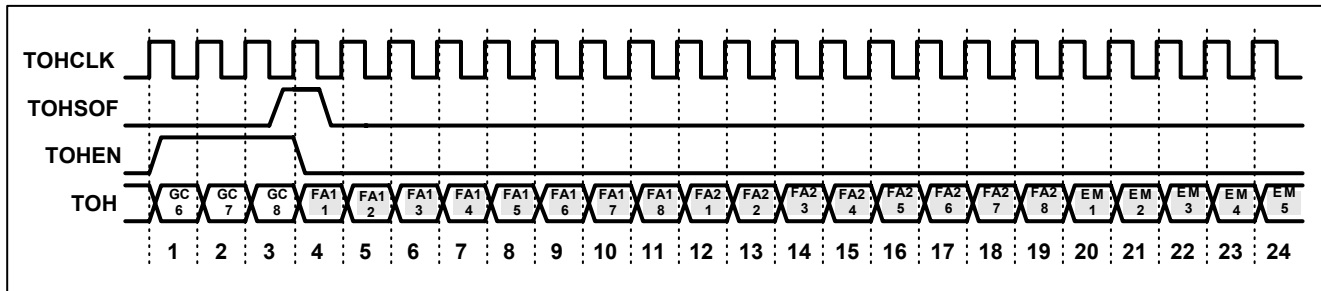 TOHCLK
TOHSOF
TOHEN
TOH GC 6 GC 7 GC 8 FA1 1 FA1 2 FA1 3 FA1 4 FA1 5 FA1 6 FA1 7 FA1 8 FA2 1 FA2 2 FA2 3 FA2 4 FA2 5 FA2 6 FA2 7 FA2 8 EM 1 EM 2 EM 3 EM 4 EM 5
1 2 3 4 5 6 7 8 9 10 11 12 13 14 15 16 17 18 19 20 21 22 23 24